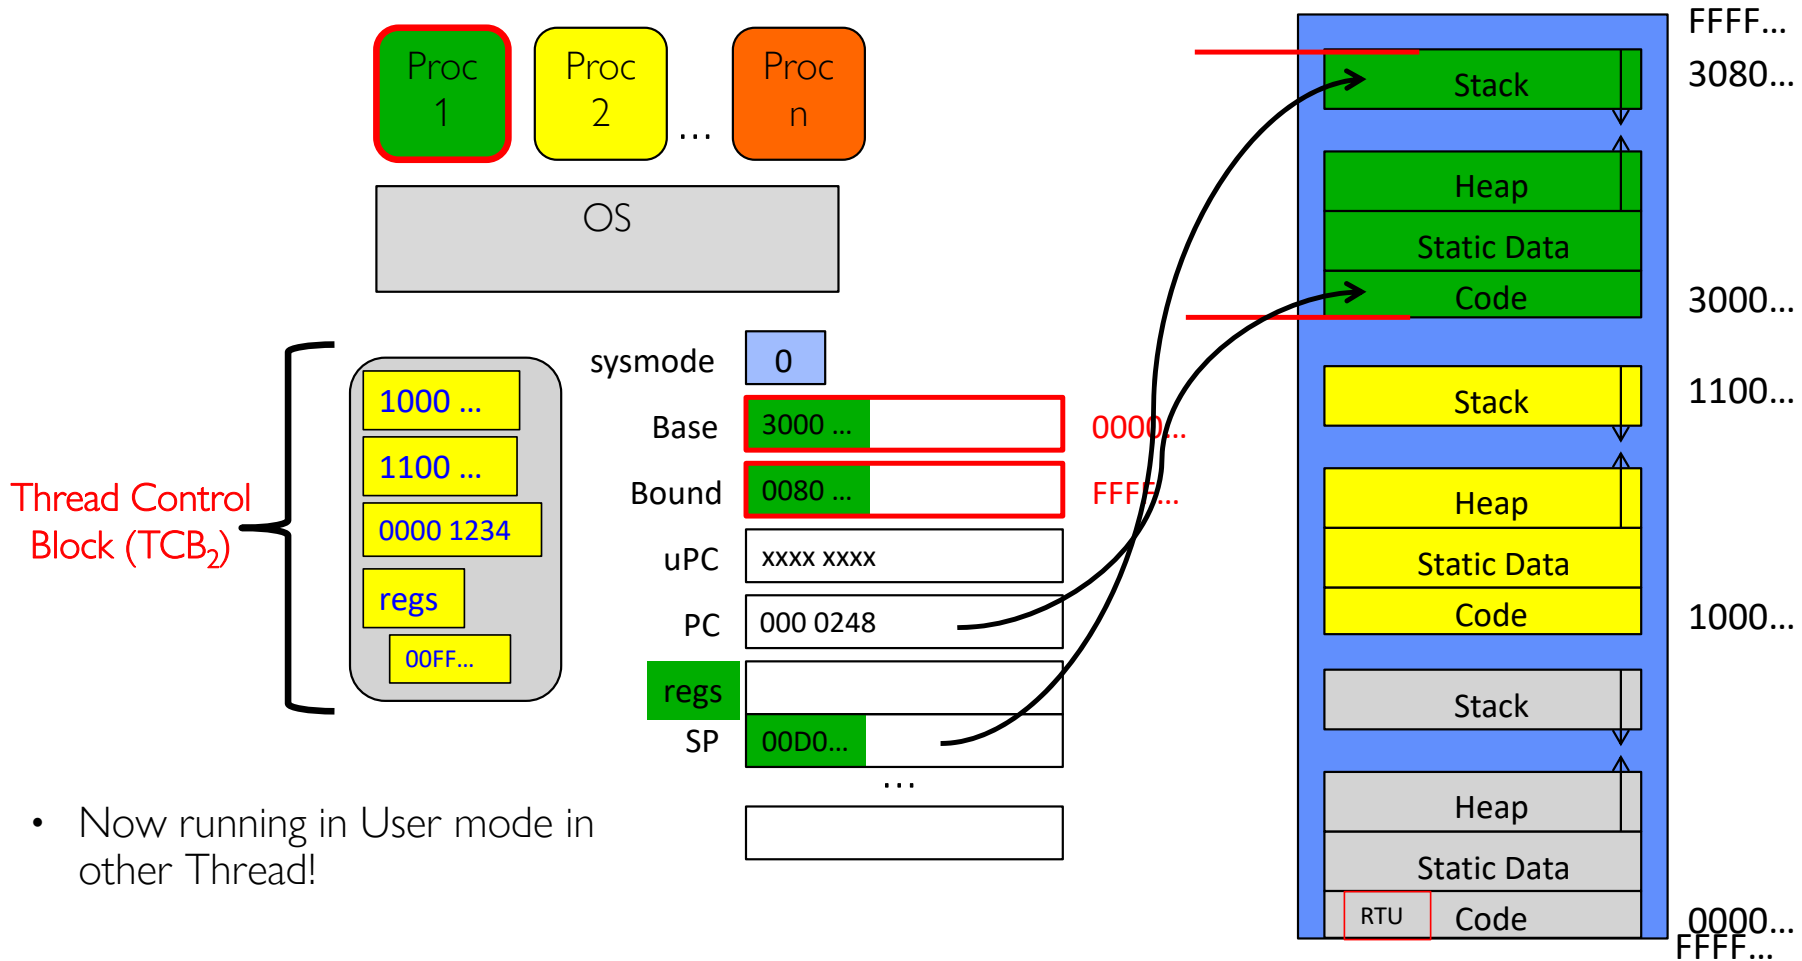 Proc
1
Proc
2
...
Proc
n
OS
Thread Control
Block (TCB2)
1000 ...
1100 ...
0000 1234
regs
00FF...
sysmode
0
Base
3000 ...
0000...
Bound
0080 ...
FFFF...
uPC
xxxx xxxx
PC
000 0248
regs
SP
00D0...
...
• Now running in User mode in
other Thread!
FFFF...
Stack
3080...
Heap
Static Data
Code
3000...
Stack
1100...
Heap
Static Data
Code
1000...
Stack
Heap
Static Data
RTU
Code
0000...
FFFF...